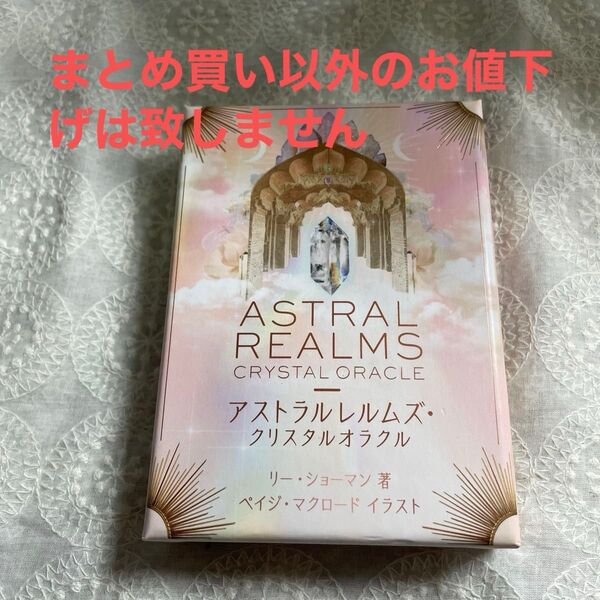 まとめ買い以外のお値下
げは致しません
ASTRAL
REALMS
CRYSTAL ORACLE
アストラルレルムズ・
クリスタルオラクル
リー・ショーマン 著
ペイジ・マクロード イラスト